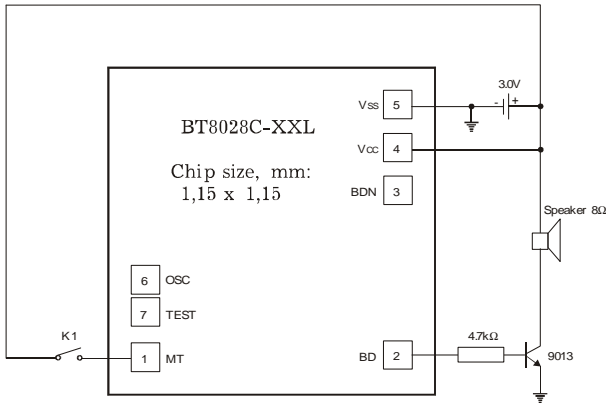 3.0V
- +
Vss 5
BT8028C-XXL
Vcc 4
Chip size, mm:
1,15 x 1,15
BDN 3
Speaker 8Ω
6 OSC
7 TEST
K1
4.7kΩ
1 MT
BD 2
9013